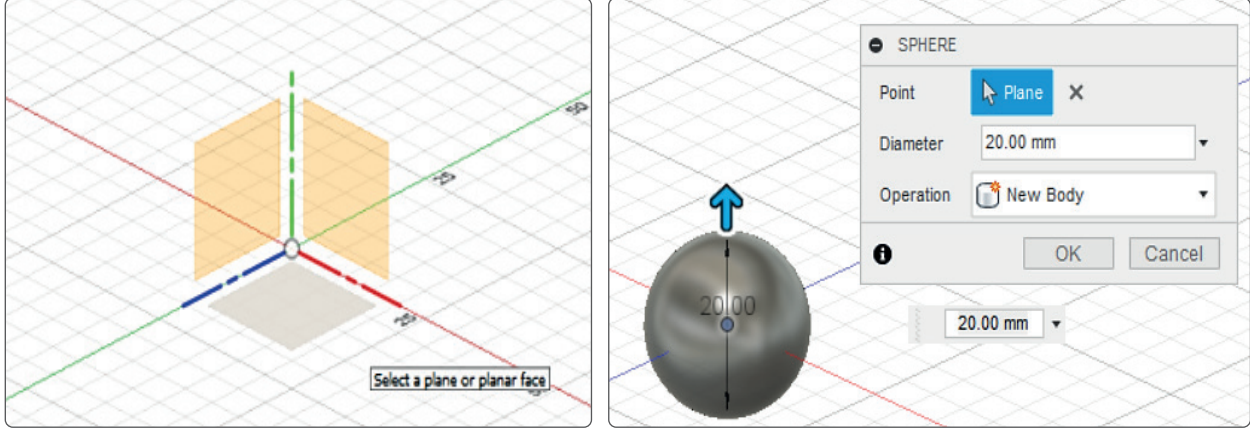 50
25
25
Select a plane or planar face
SPHERE
Point Plane
Diameter 20.00 mm
Operation New Body
OK Cancel
20.00
20.00 mm